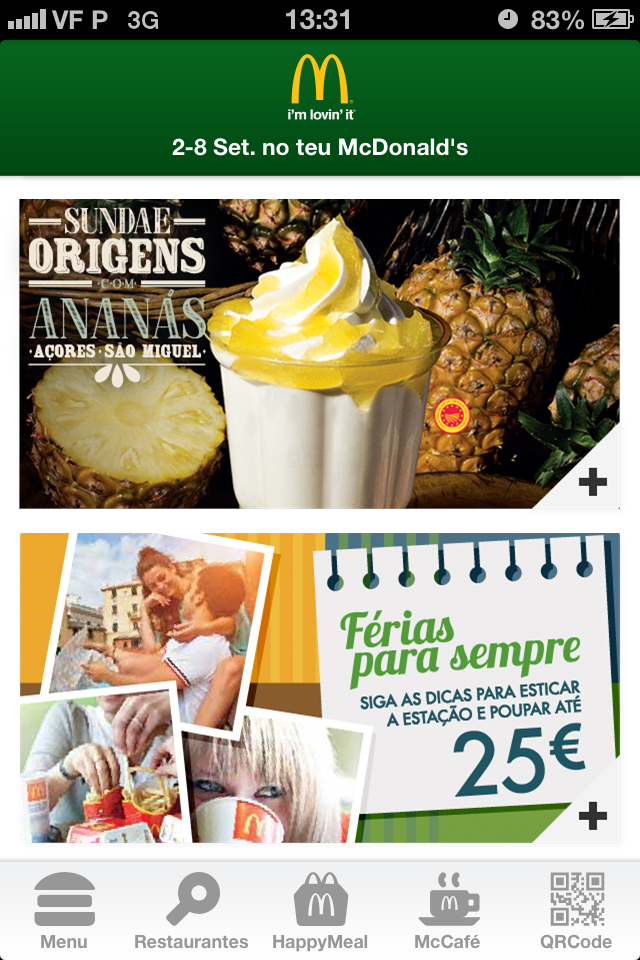 VF P 3G 13:31 83%
i'm lovin' it
2-8 Set. no teu McDonald's
SUNDAE
ORIGENS
COM
ANANÁS
AÇORES · SÃO MIGUEL
+
Férias
para sempre
SIGA AS DICAS PARA ESTICAR
A ESTAÇÃO E POUPAR ATÉ
25€
+
Menu Restaurantes HappyMeal McCafé QRCode